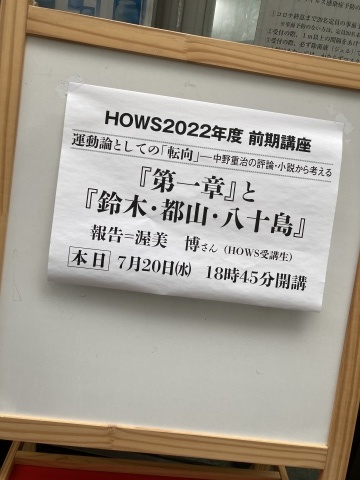 HOWS2022年度 前期講座
運動論としての「転向」―中野重治の評論・小説から考える
『第一章』と
『鈴木・都山・八十島』
報告=渥美 博さん(HOWS受講生)
本日 7月20日㈬ 18時45分開講